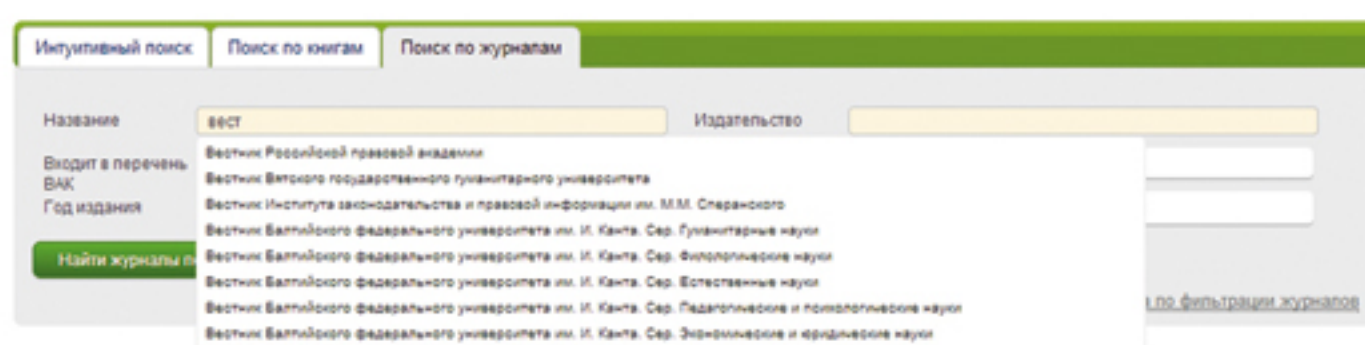 Интуитивный поиск Поиск по книгам Поиск по журналам
Название вест Издательство
Вестник Российской правовой академии
Входит в перечень
ВАК
Вестник Вятского государственного гуманитарного университета
Год издания
Вестник Института законодательства и правовой информации им. М.М. Сперанского
Вестник Балтийского федерального университета им. И. Канта. Сер. Гуманитарные науки
Найти журналы
Вестник Балтийского федерального университета им. И. Канта. Сер. Филологические науки
Вестник Балтийского федерального университета им. И. Канта. Сер. Естественные науки
Вестник Балтийского федерального университета им. И. Канта. Сер. Педагогические и психологические науки
по фильтрации журналов
Вестник Балтийского федерального университета им. И. Канта. Сер. Экономические и юридические науки